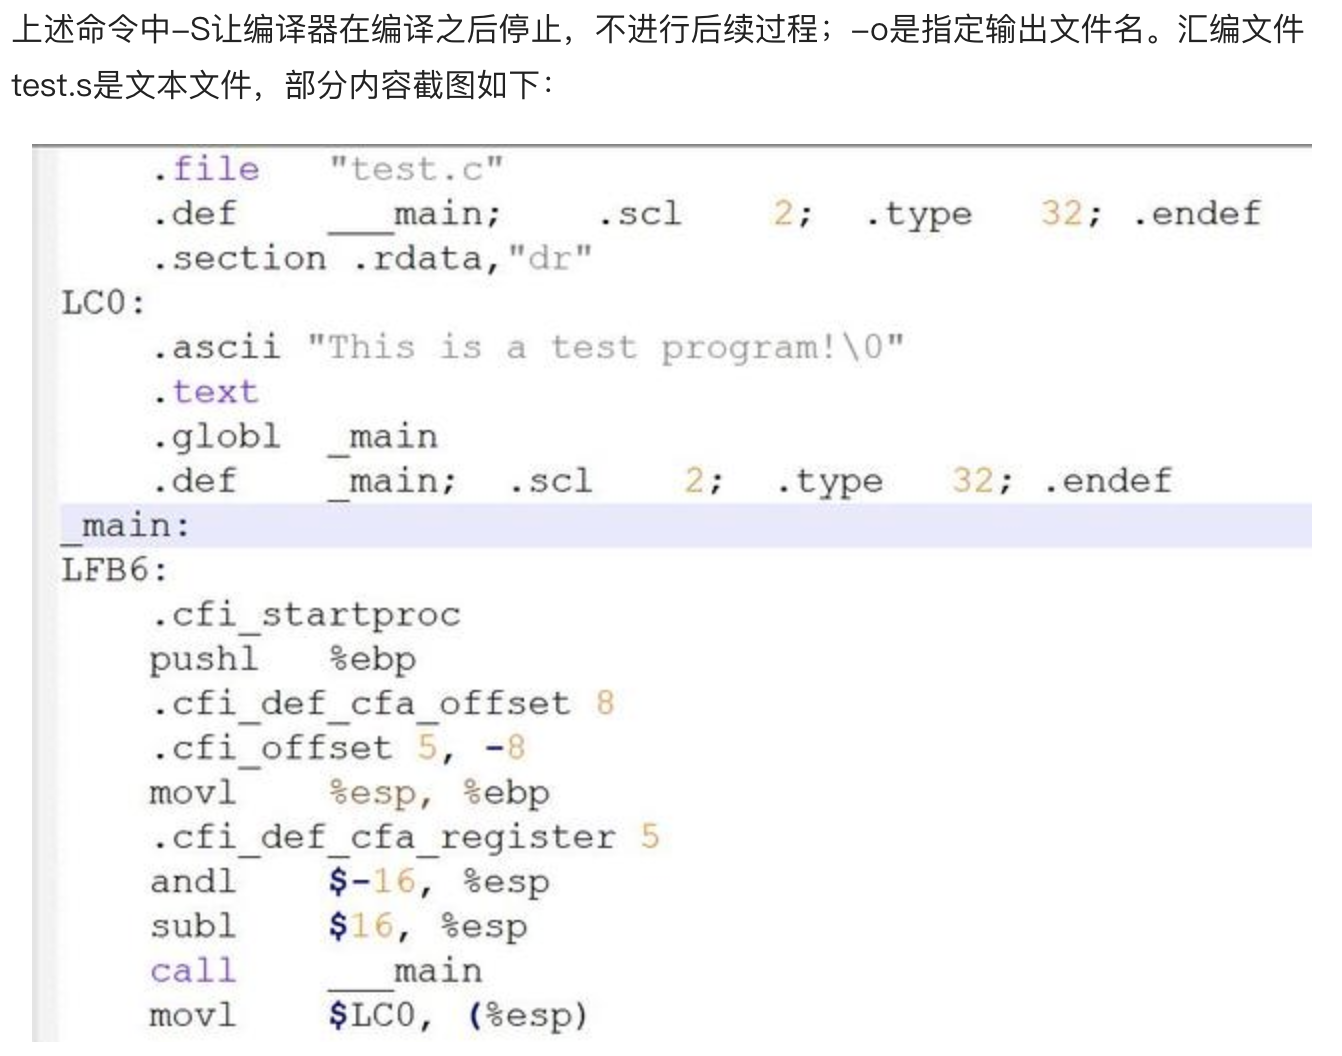 上述命令中–S让编译器在编译之后停止，不进行后续过程；–o是指定输出文件名。汇编文件
test.s是文本文件，部分内容截图如下：
.file "test.c"
.def ___main; .scl 2; .type 32; .endef
.section .rdata,"dr"
LC0:
.ascii "This is a test program!\0"
.text
.globl _main
.def _main; .scl 2; .type 32; .endef
_main:
LFB6:
.cfi_startproc
pushl %ebp
.cfi_def_cfa_offset 8
.cfi_offset 5, -8
movl %esp, %ebp
.cfi_def_cfa_register 5
andl $-16, %esp
subl $16, %esp
call ___main
movl $LC0, (%esp)